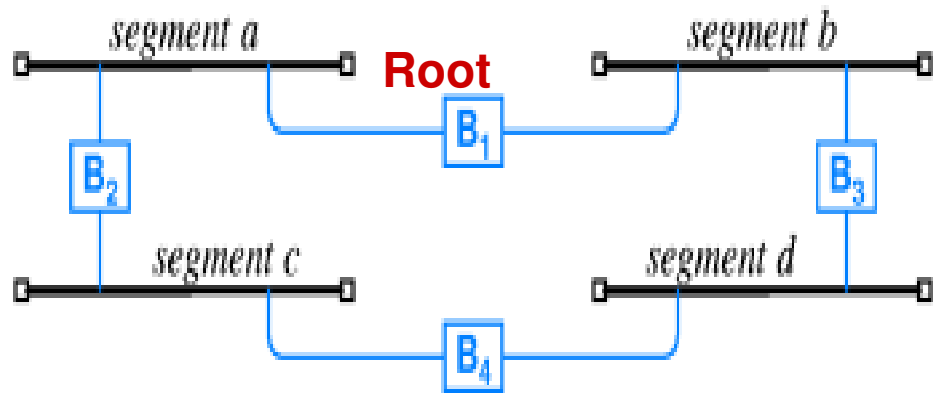 segment a
segment b
Root
B1
B2
B3
segment c
segment d
B4